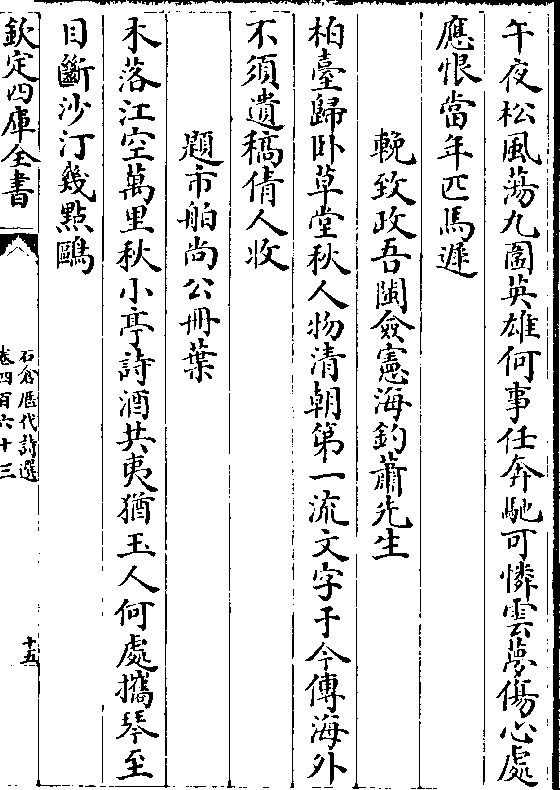 午夜松風蕩九圖英雄何事任奔馳可憐雲夢傷心處
應恨當年匹馬遲
輓致政吾閩僉憲海釣蕭先生
柏臺歸卧草堂秋人物清朝第一流文字于今傳海外
不須遺稿倩人收
題市舶尚公冊葉
木落江空萬里秋小亭詩酒共夷猶玉人何處攜琴至
目斷沙汀幾點鷗
欽定四庫全書
石倉歷代詩選
卷四百六十三
十五